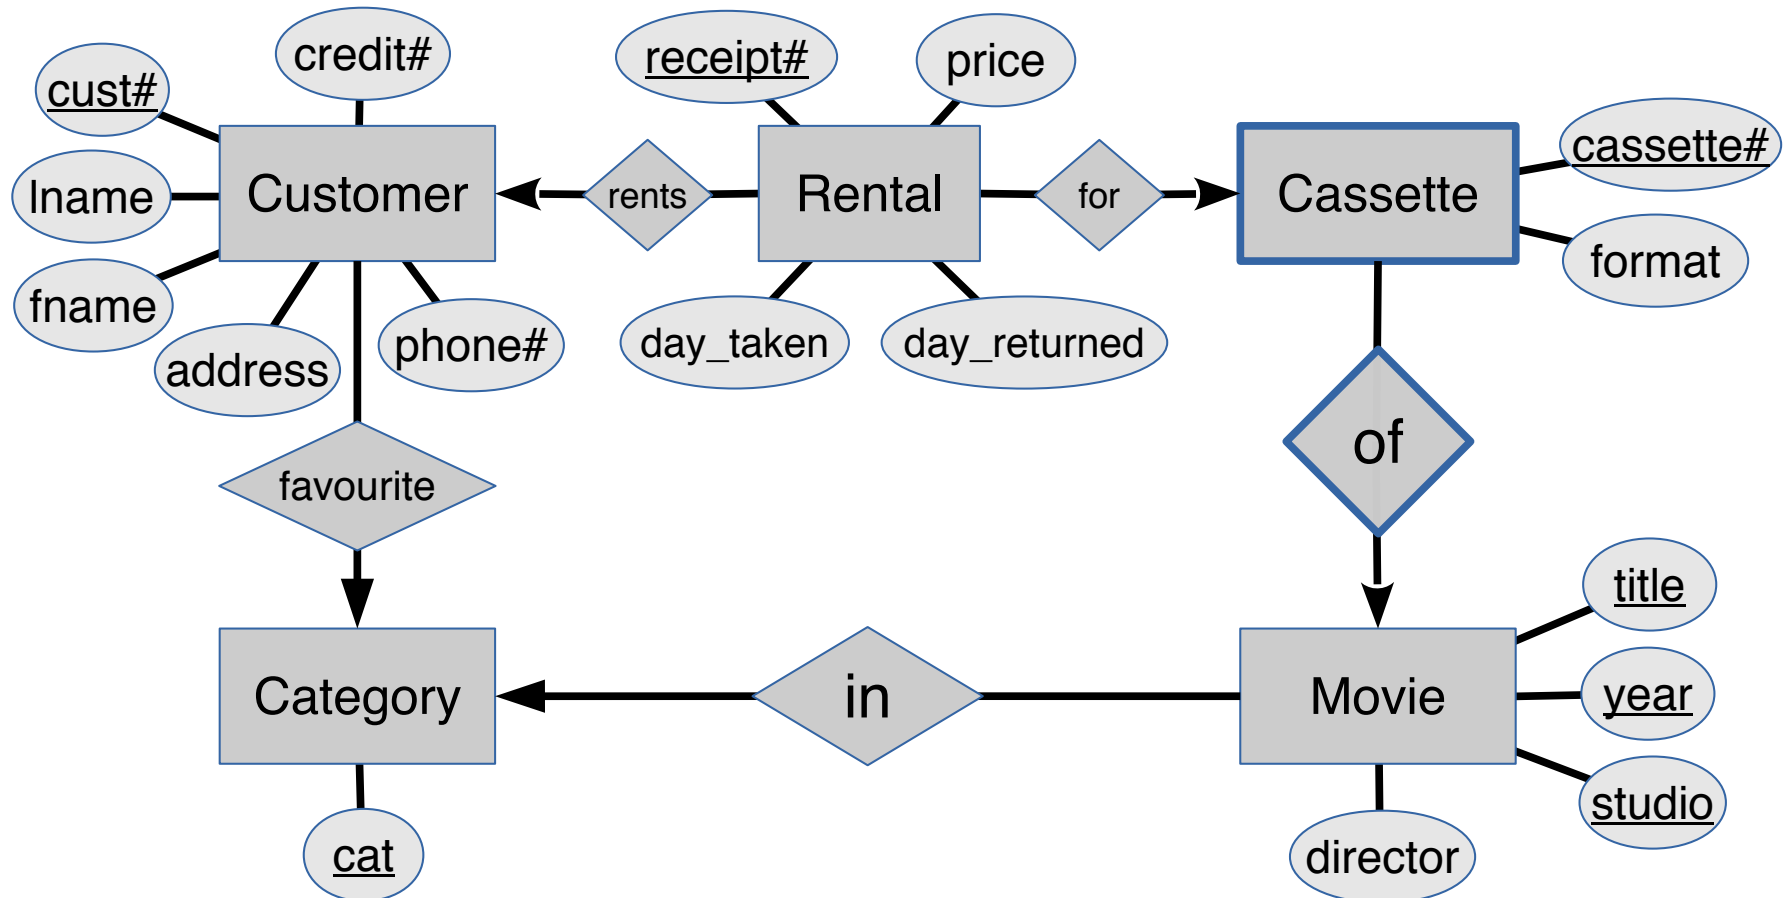 credit#
receipt#
price
cust#
cassette#
lname
Customer
rents
Rental
for
Cassette
fname
format
address
phone#
day_taken
day_returned
favourite
of
title
Category
in
Movie
year
studio
cat
director